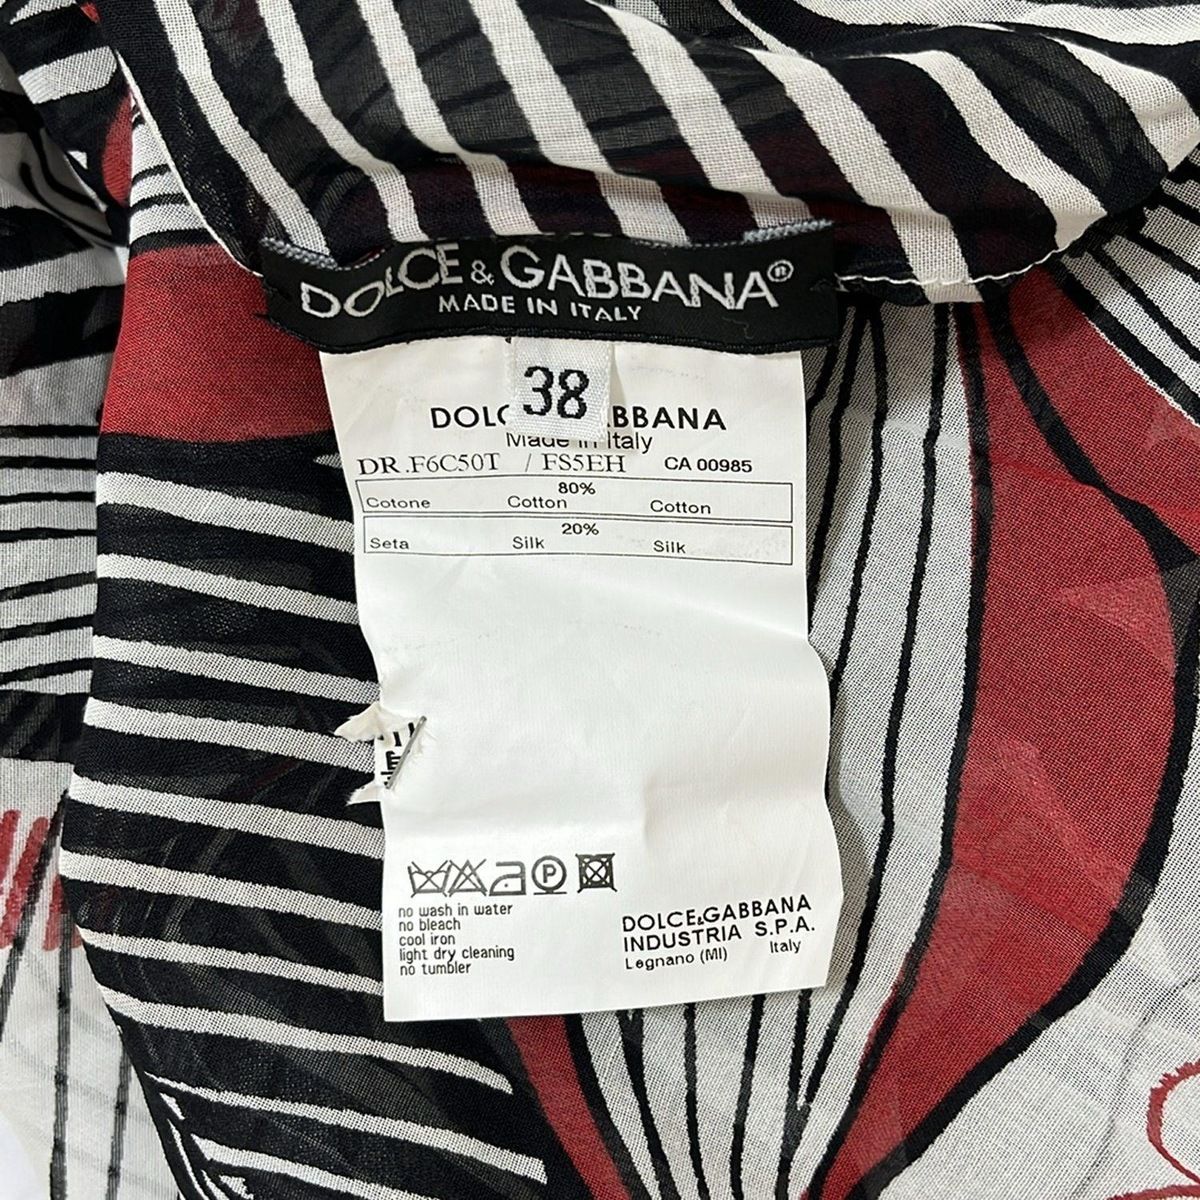 DOLCE & GABBANA®
MADE IN ITALY
38
DOLC BBANA
Made in Italy
DR.F6C50T / FS5EH CA 00985
80%
Cotone Cotton Cotton
20%
Seta Silk Silk
P
no wash in water
no bleach
cool iron
light dry cleaning
no tumbler
DOLCE&GABBANA
INDUSTRIA S.P.A.
Legnano (MI) Italy